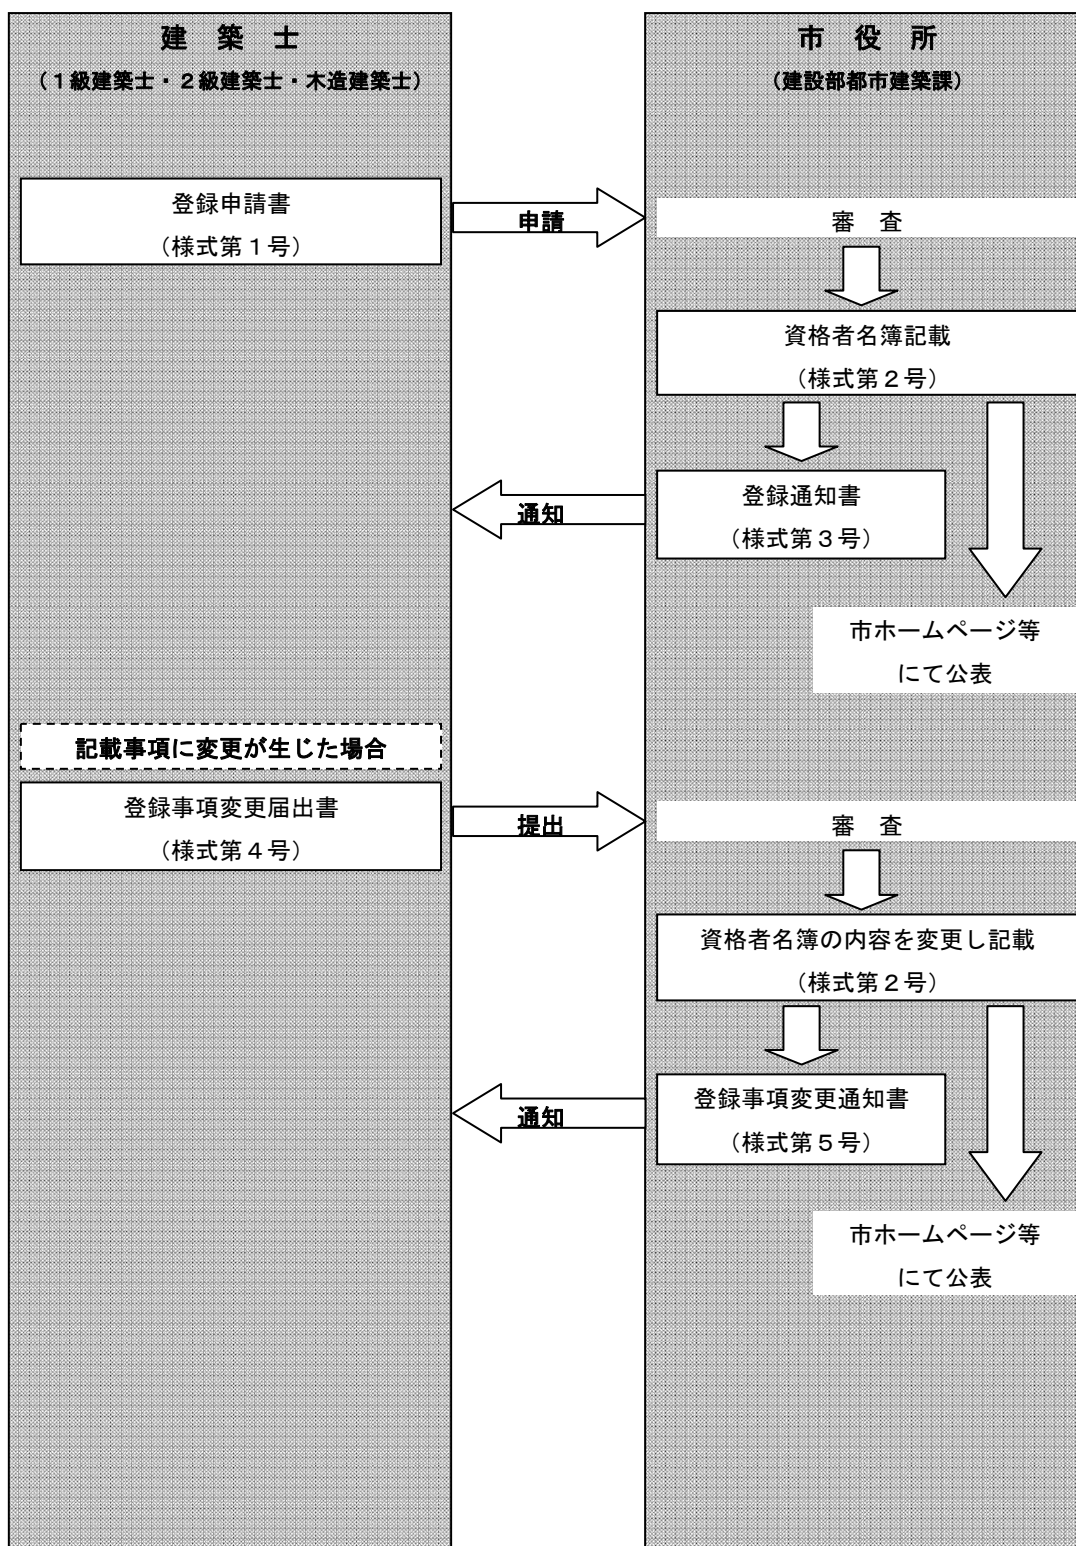 建　築　士
（１級建築士・２級建築士・木造建築士）
市　役　所
（建設部都市建築課）
登録申請書
（様式第１号）
申請
審　査
資格者名簿記載
（様式第２号）
登録通知書
（様式第３号）
通知
市ホームページ等
にて公表
記載事項に変更が生じた場合
登録事項変更届出書
（様式第４号）
提出
審　査
資格者名簿の内容を変更し記載
（様式第２号）
登録事項変更通知書
（様式第５号）
通知
市ホームページ等
にて公表